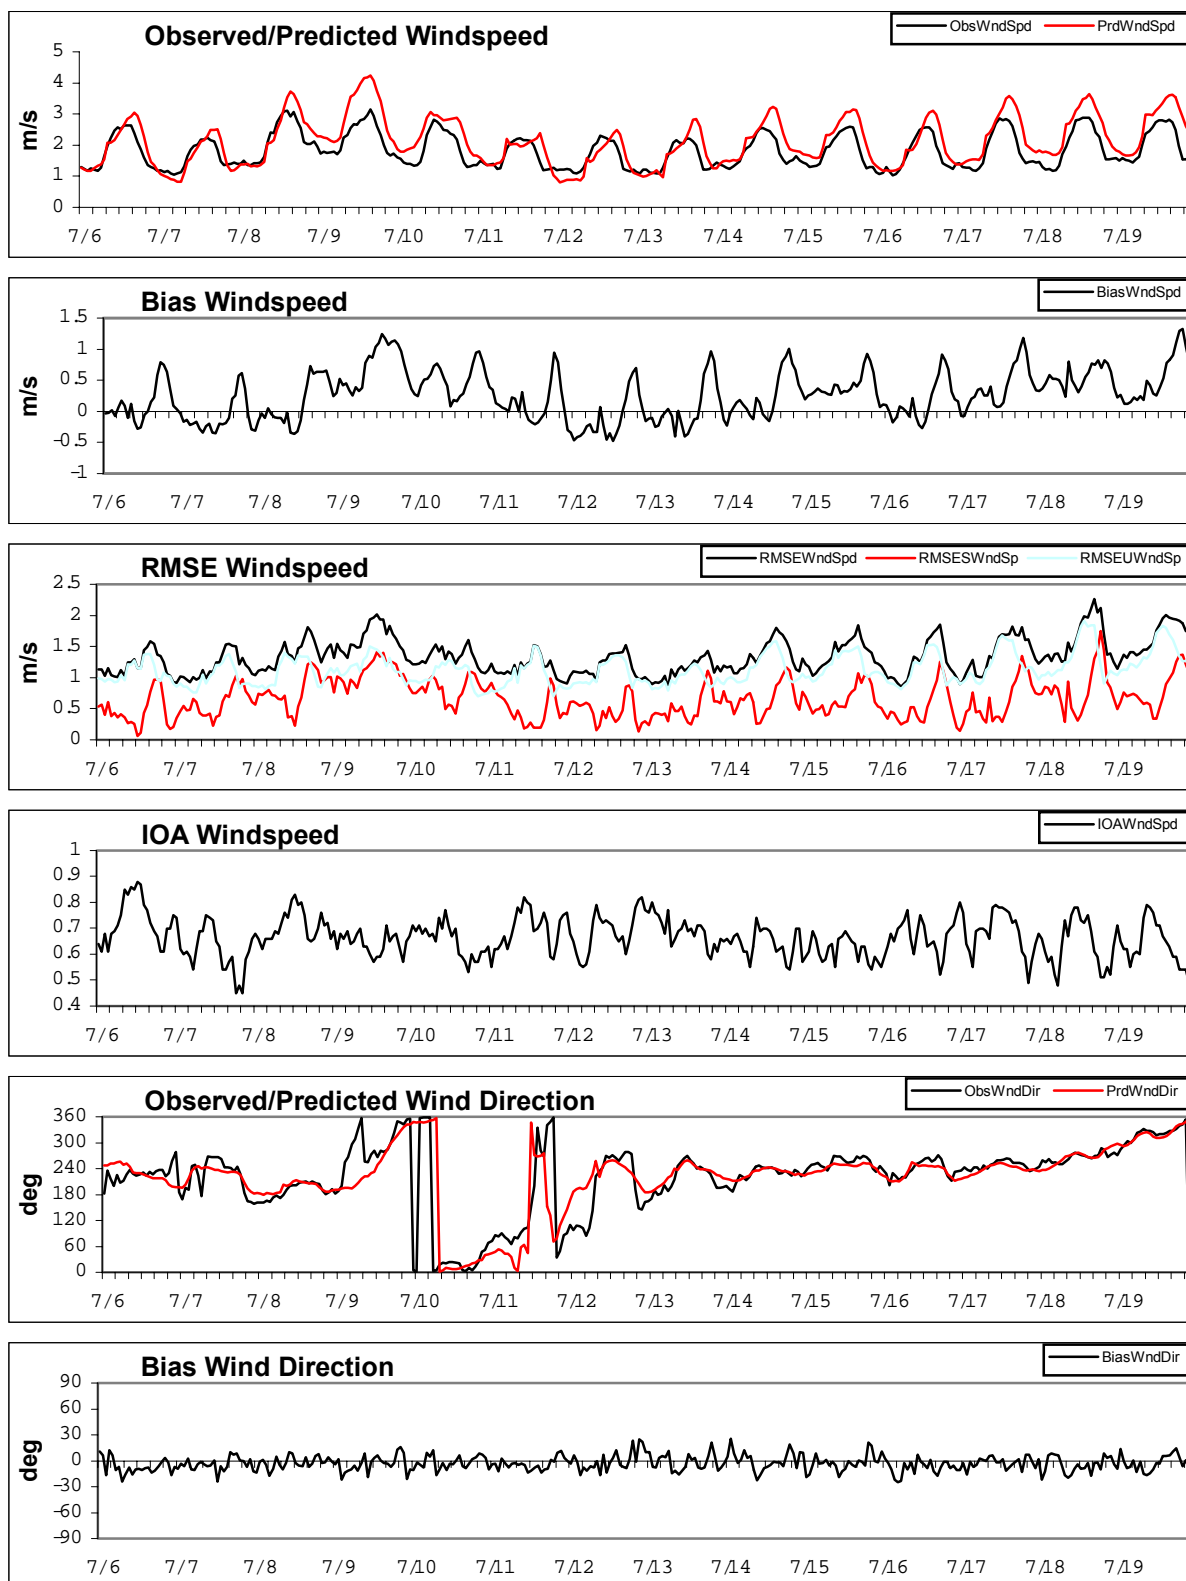 Observed/Predicted Windspeed
ObsWndSpd PrdWndSpd
5
4
3
2
1
0
m/s
7/6 7/7 7/8 7/9 7/10 7/11 7/12 7/13 7/14 7/15 7/16 7/17 7/18 7/19
Bias Windspeed
BiasWndSpd
1.5
1
0.5
0
-0.5
-1
m/s
7/6 7/7 7/8 7/9 7/10 7/11 7/12 7/13 7/14 7/15 7/16 7/17 7/18 7/19
RMSE Windspeed
RMSEWndSpd RMSESWndSp RMSEUWndSp
2.5
2
1.5
1
0.5
0
m/s
7/6 7/7 7/8 7/9 7/10 7/11 7/12 7/13 7/14 7/15 7/16 7/17 7/18 7/19
IOA Windspeed
IOAWndSpd
1
0.9
0.8
0.7
0.6
0.5
0.4
7/6 7/7 7/8 7/9 7/10 7/11 7/12 7/13 7/14 7/15 7/16 7/17 7/18 7/19
Observed/Predicted Wind Direction
ObsWndDir PrdWndDir
360
300
240
180
120
60
0
deg
7/6 7/7 7/8 7/9 7/10 7/11 7/12 7/13 7/14 7/15 7/16 7/17 7/18 7/19
Bias Wind Direction
BiasWndDir
90
60
30
0
-30
-60
-90
deg
7/6 7/7 7/8 7/9 7/10 7/11 7/12 7/13 7/14 7/15 7/16 7/17 7/18 7/19